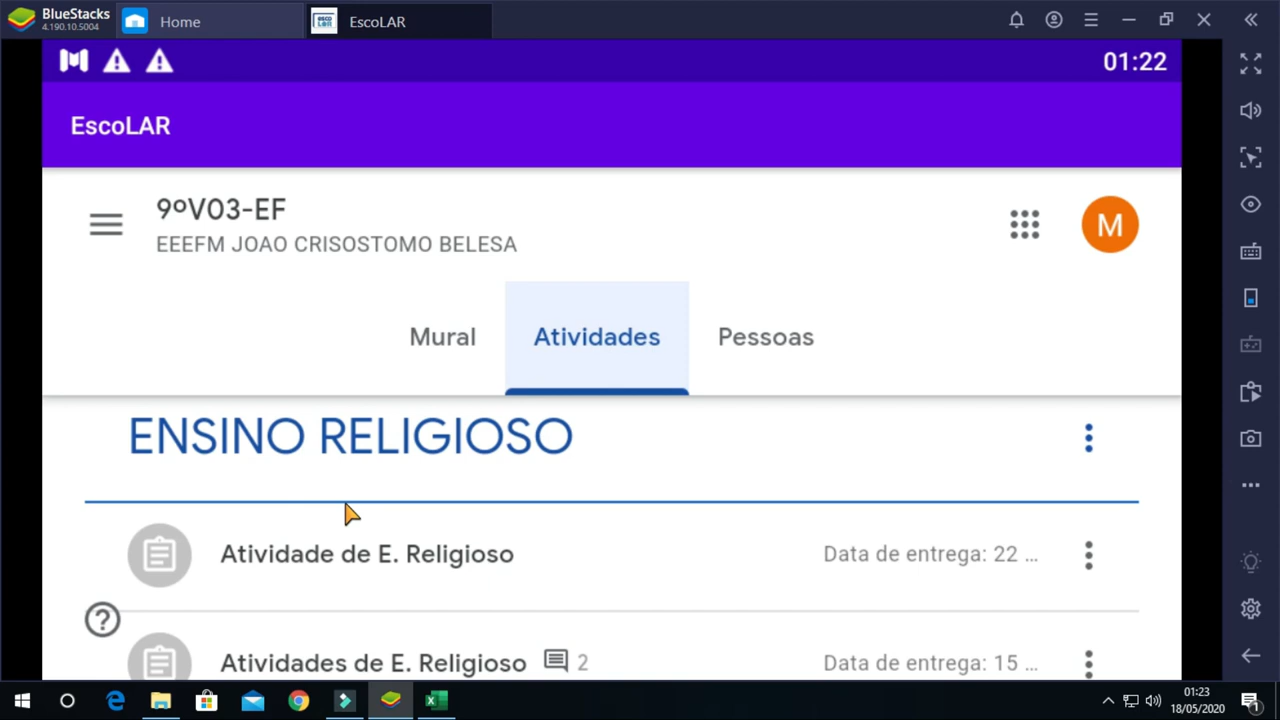 BlueStacks
4.190.10.5004
Home
EscoLAR
01:22
EscoLAR
9ºV03-EF
EEEFM JOAO CRISOSTOMO BELESA
M
Mural
Atividades
Pessoas
ENSINO RELIGIOSO
Atividade de E. Religioso
Data de entrega: 22 ...
Atividades de E. Religioso 2
Data de entrega: 15 ...
01:23
18/05/2020
1